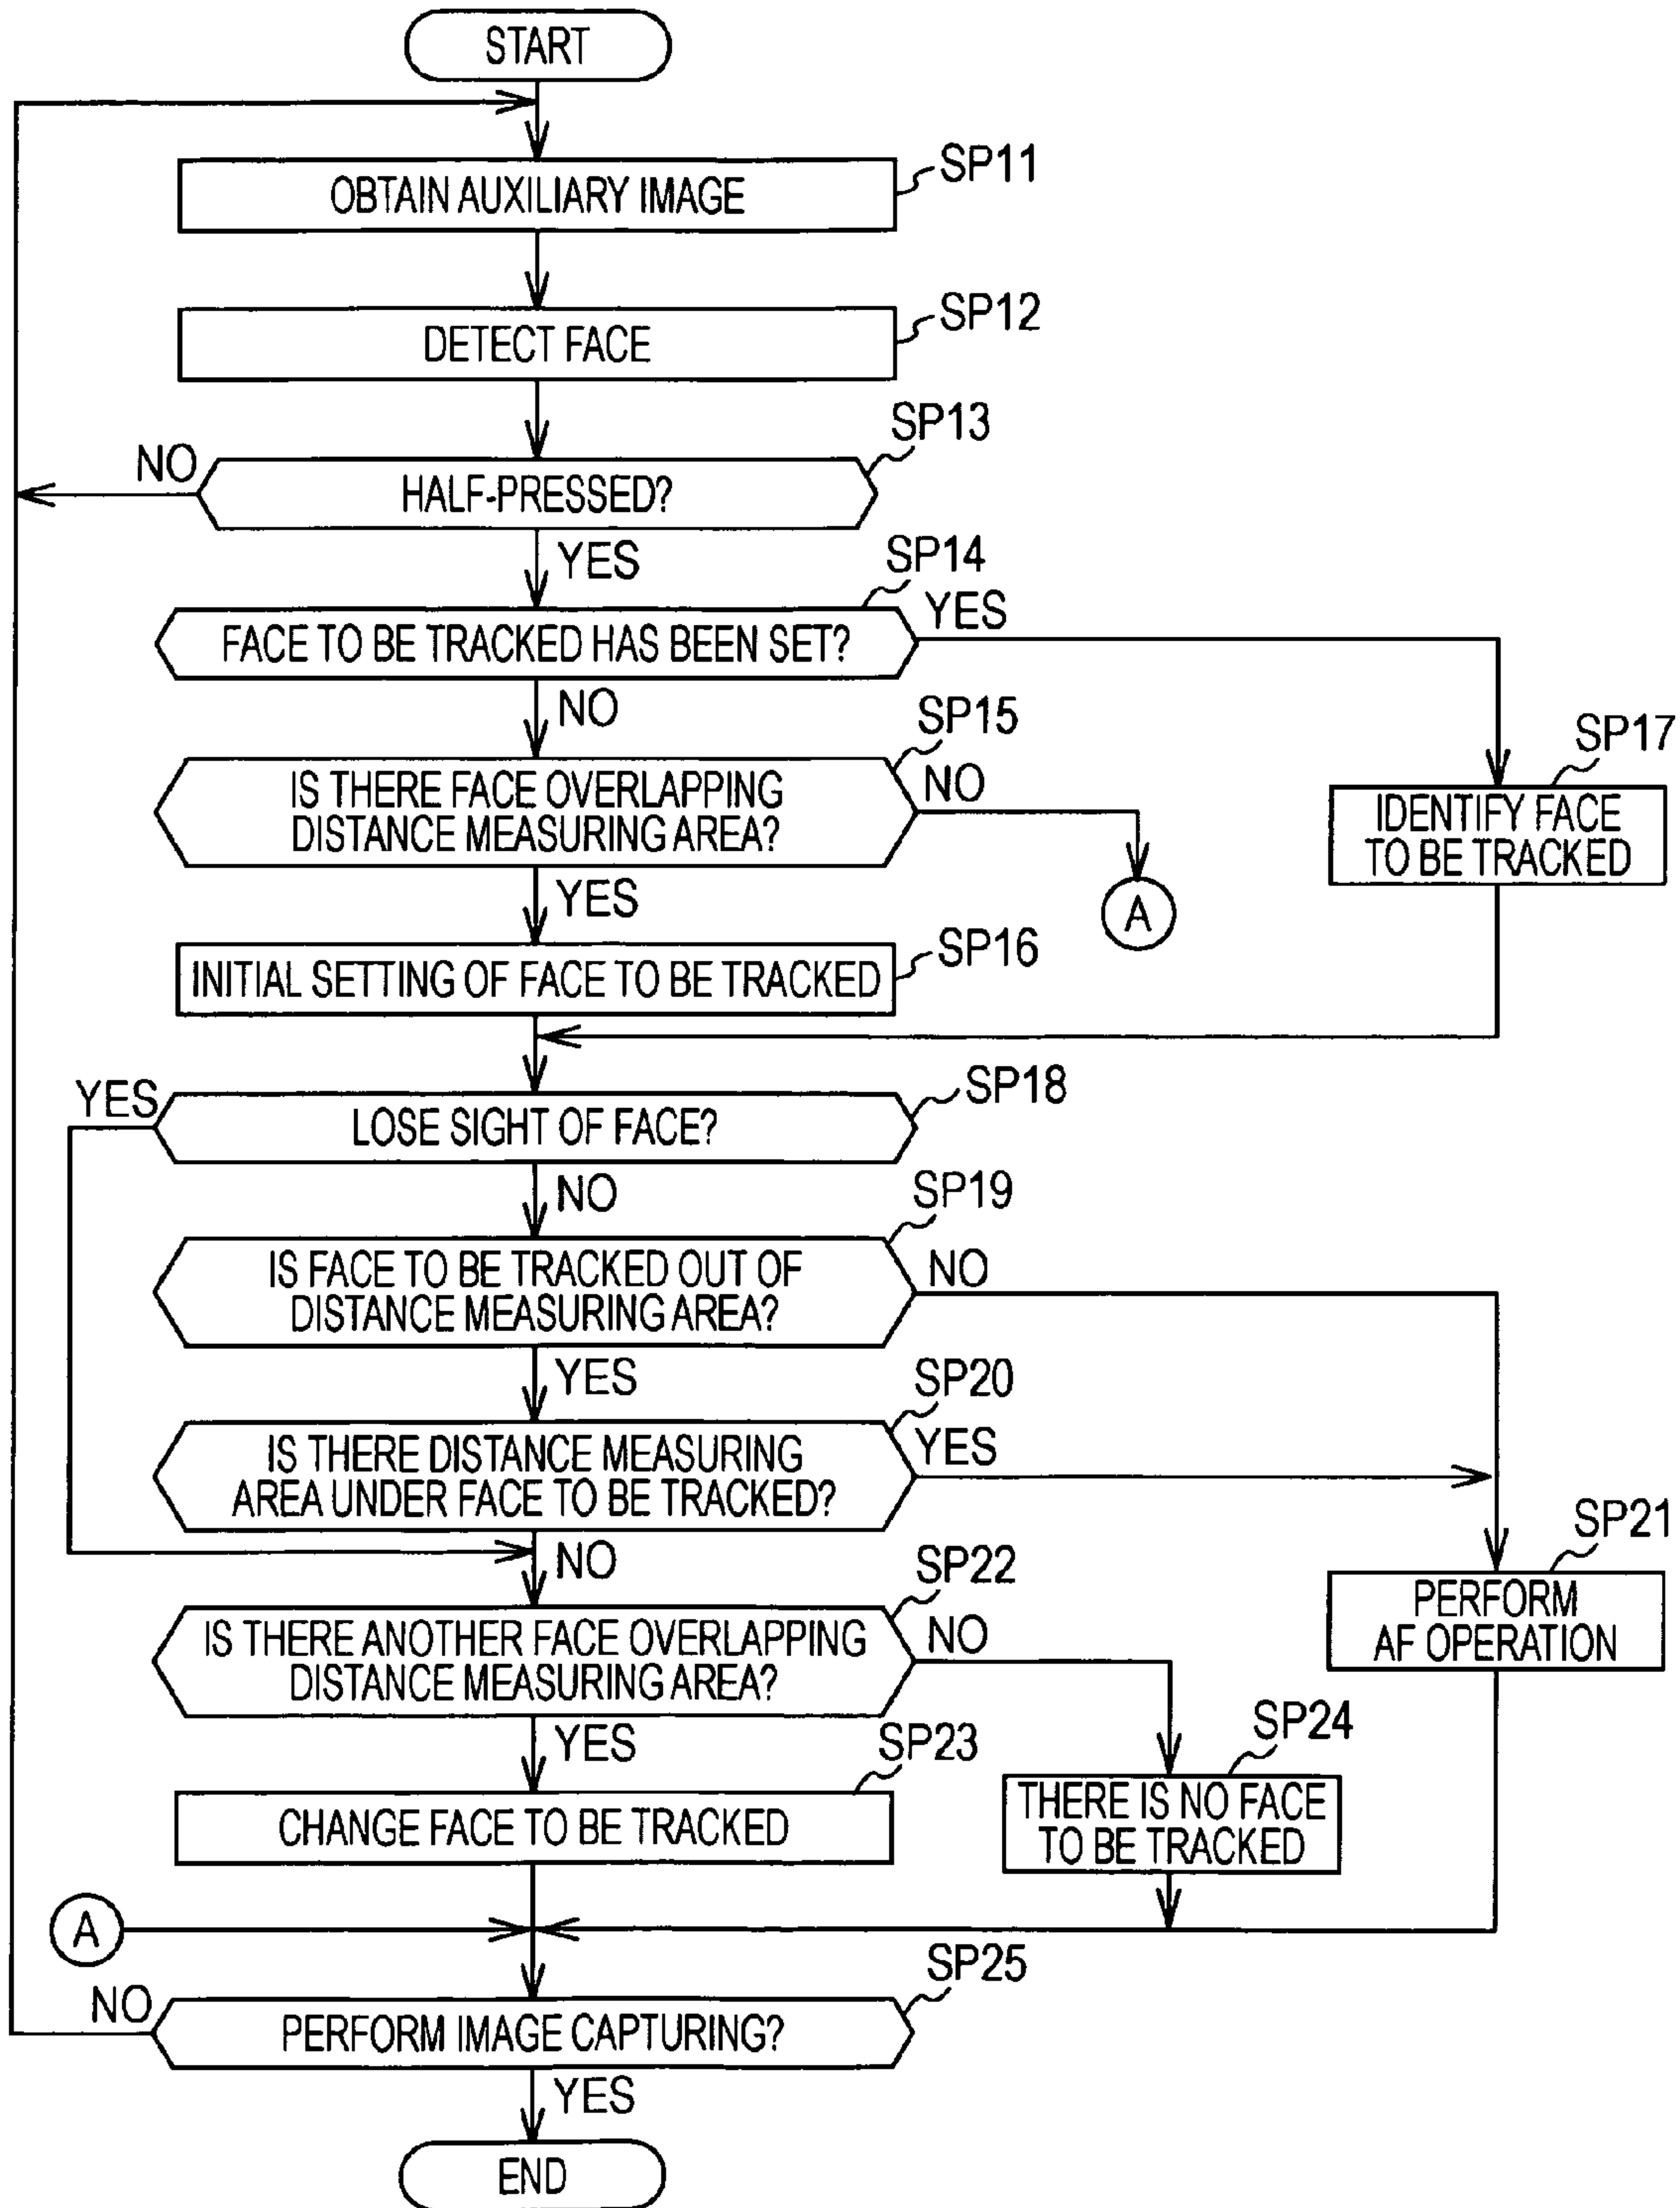 START
OBTAIN AUXILIARY IMAGE
SP11
DETECT FACE
SP12
HALF-PRESSED?
SP13
NO
YES
FACE TO BE TRACKED HAS BEEN SET?
SP14
YES
NO
IS THERE FACE OVERLAPPING
DISTANCE MEASURING AREA?
SP15
NO
A
YES
IDENTIFY FACE
TO BE TRACKED
SP17
INITIAL SETTING OF FACE TO BE TRACKED
SP16
LOSE SIGHT OF FACE?
SP18
YES
NO
IS FACE TO BE TRACKED OUT OF
DISTANCE MEASURING AREA?
SP19
NO
YES
IS THERE DISTANCE MEASURING
AREA UNDER FACE TO BE TRACKED?
SP20
YES
NO
PERFORM
AF OPERATION
SP21
IS THERE ANOTHER FACE OVERLAPPING
DISTANCE MEASURING AREA?
SP22
NO
YES
CHANGE FACE TO BE TRACKED
SP23
THERE IS NO FACE
TO BE TRACKED
SP24
A
PERFORM IMAGE CAPTURING?
SP25
NO
YES
END